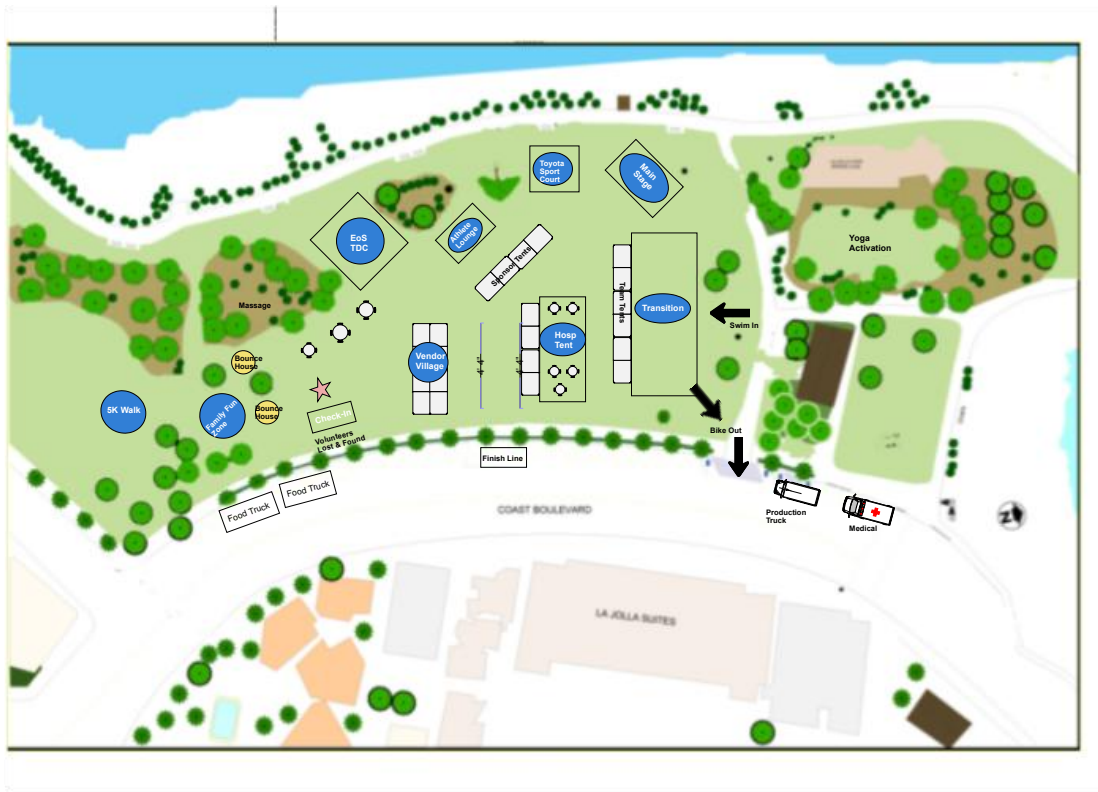 Toyota
Sport
Court
Main
Stage
EoS
TDC
Athlete
Lounge
Sponsor Tents
Yoga
Activation
Massage
Team Tents
Transition
Swim In
Hosp
Tent
Vendor
Village
Bounce
House
5K Walk
Family Fun
Zone
Bounce
House
Check-In
Volunteers
Lost & Found
Bike Out
Finish Line
Food Truck
Food Truck
COAST BOULEVARD
Production
Truck
Medical
Z
LA JOLLA SUITES